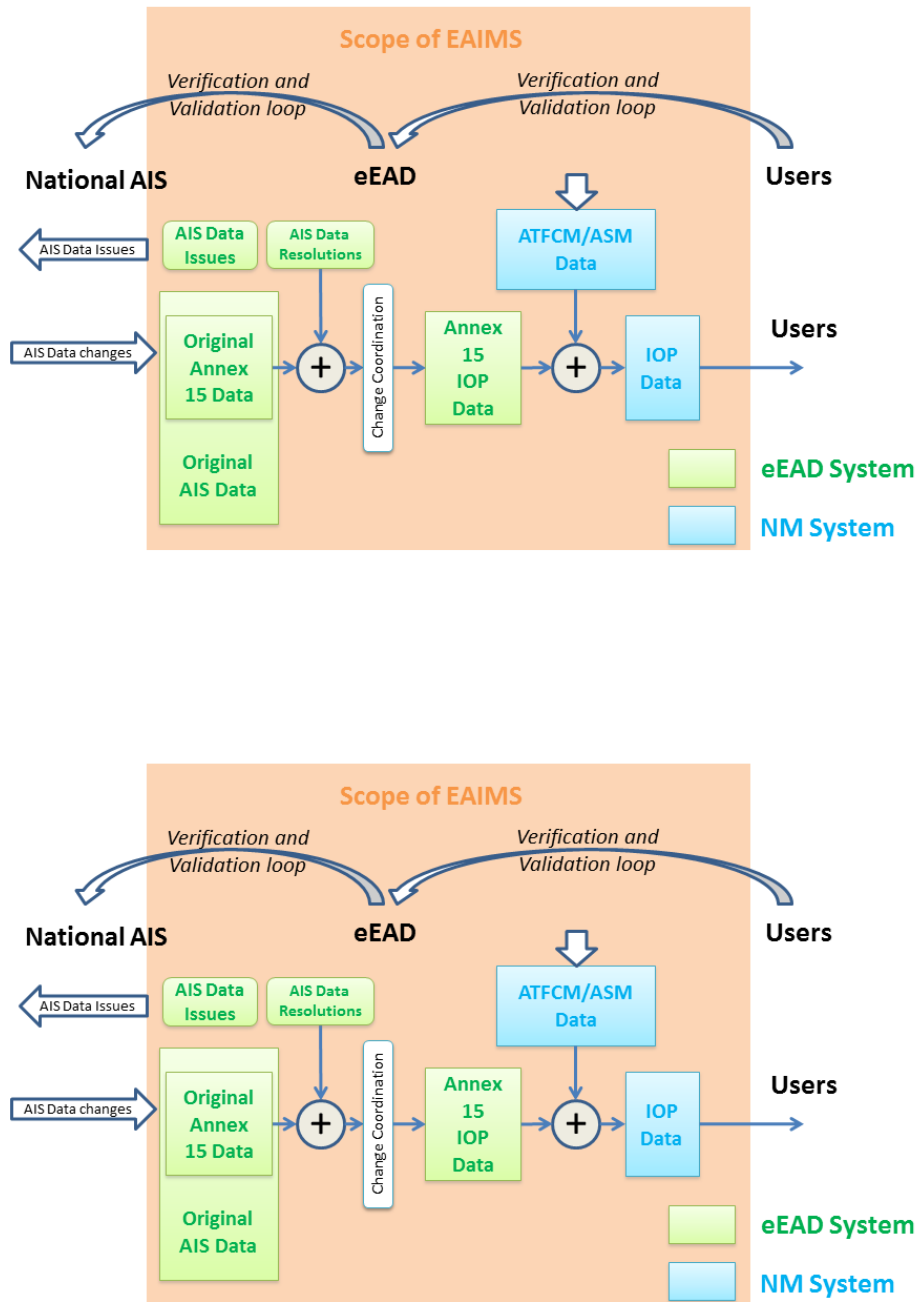 Scope of EAIMS
Verification and
Validation loop
Verification and
Validation loop
National AIS
eEAD
Users
AIS Data Issues
AIS Data
Issues
AIS Data
Resolutions
ATFCM/ASM
Data
AIS Data changes
Original
Annex
15 Data
+
Change Coordination
Annex
15
IOP
Data
+
IOP
Data
Users
Original
AIS Data
eEAD System
NM System
Scope of EAIMS
Verification and
Validation loop
Verification and
Validation loop
National AIS
eEAD
Users
AIS Data Issues
AIS Data
Issues
AIS Data
Resolutions
ATFCM/ASM
Data
AIS Data changes
Original
Annex
15 Data
+
Change Coordination
Annex
15
IOP
Data
+
IOP
Data
Users
Original
AIS Data
eEAD System
NM System